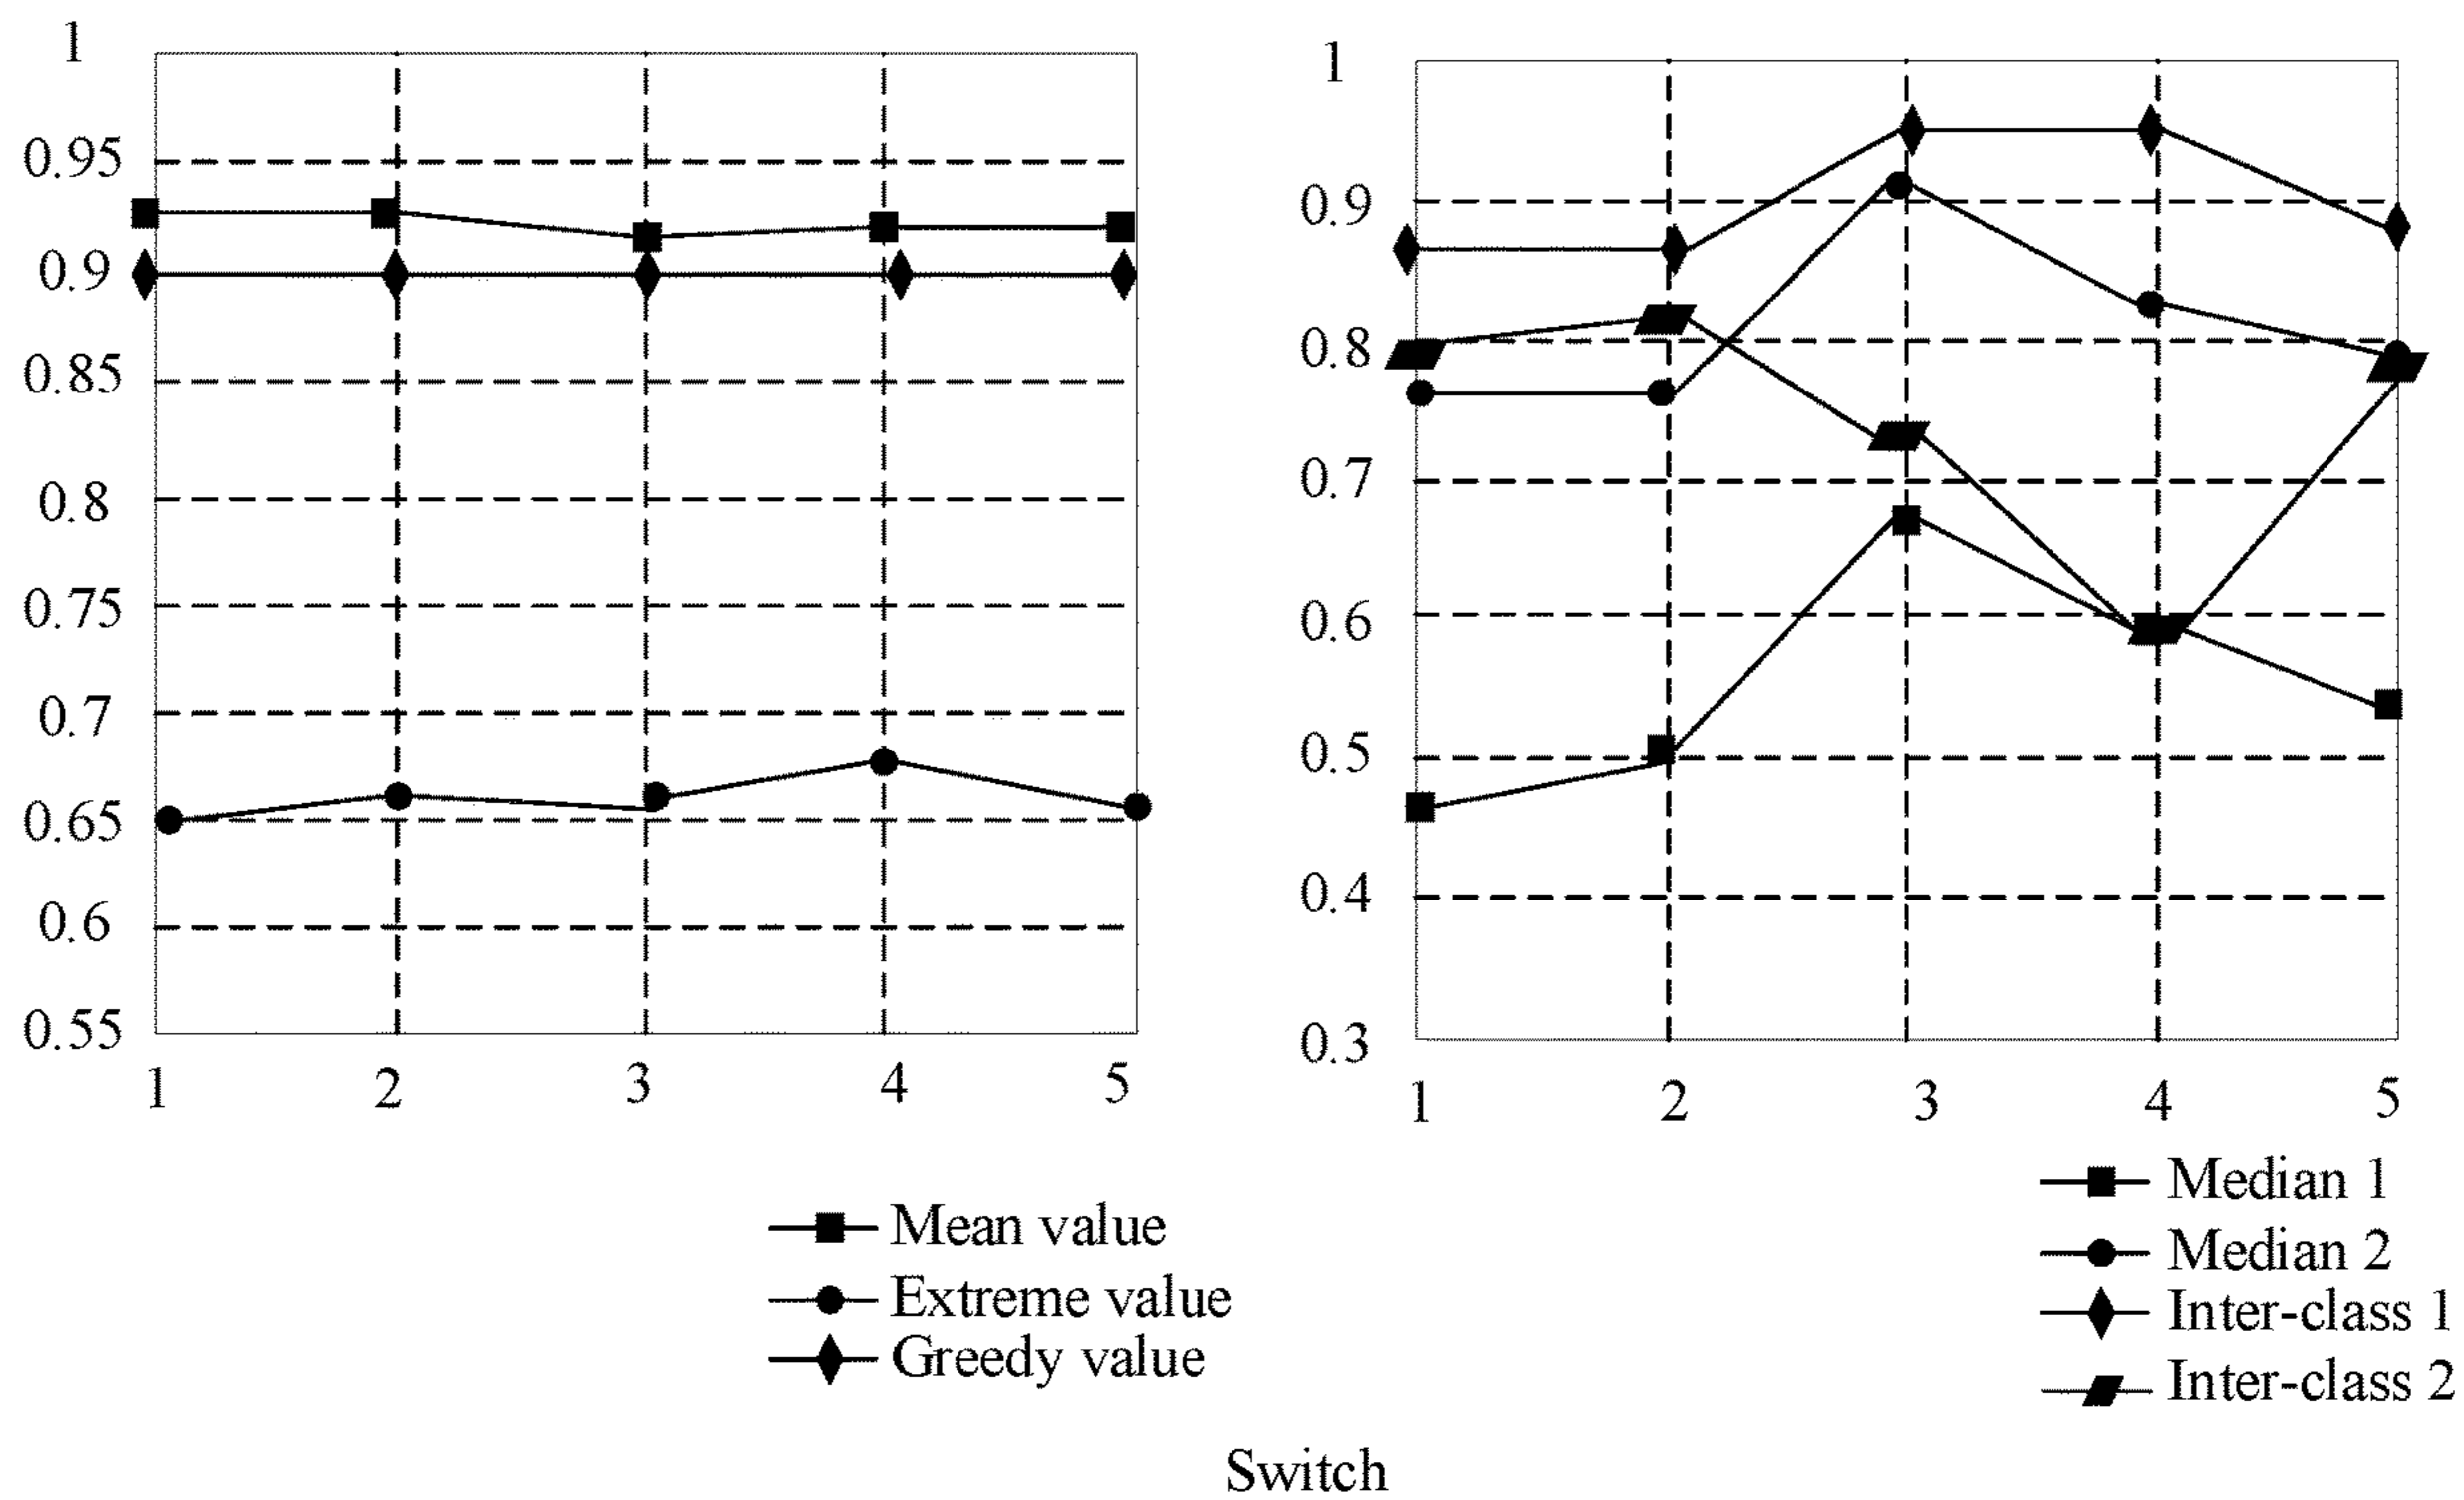 1
0.95
0.9
0.85
0.8
0.75
0.7
0.65
0.6
0.55
1 2 3 4 5
Mean value
Extreme value
Greedy value
1
0.9
0.8
0.7
0.6
0.5
0.4
0.3
1 2 3 4 5
Median 1
Median 2
Inter-class 1
Inter-class 2
Switch